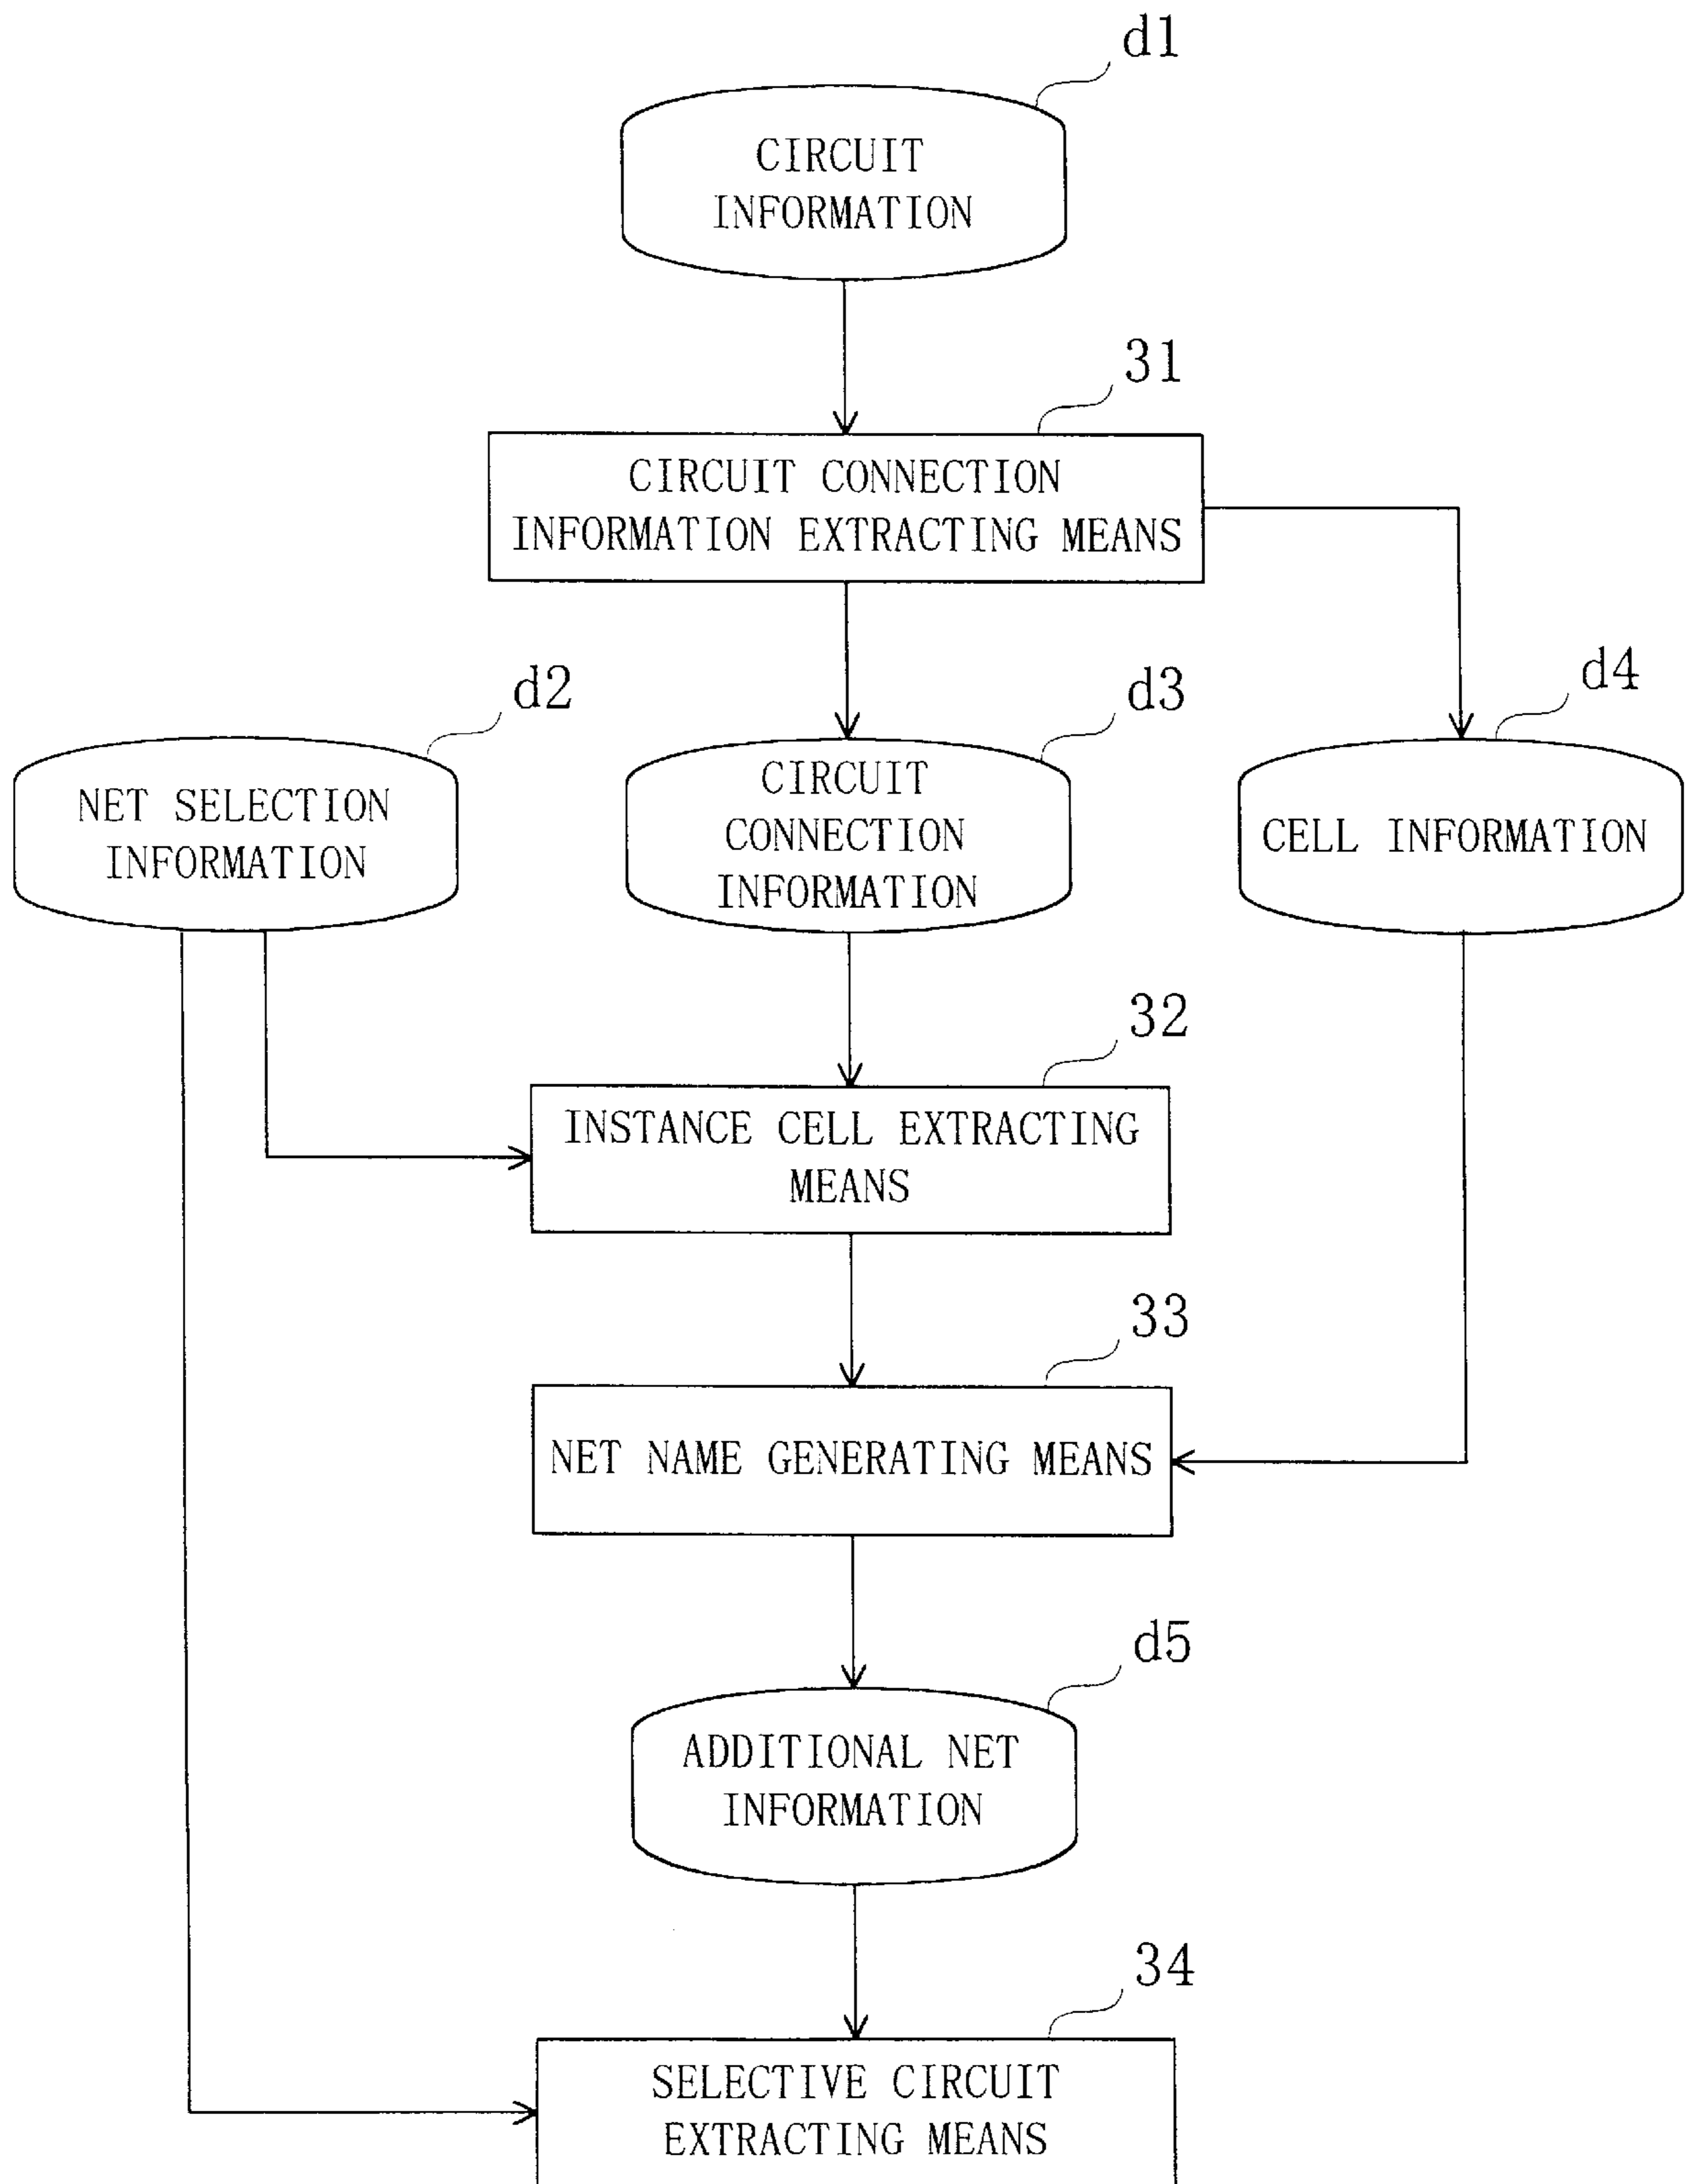 d1
CIRCUIT
INFORMATION
31
CIRCUIT CONNECTION
INFORMATION EXTRACTING MEANS
d2
d3
d4
NET SELECTION
INFORMATION
CIRCUIT
CONNECTION
INFORMATION
CELL INFORMATION
32
INSTANCE CELL EXTRACTING
MEANS
33
NET NAME GENERATING MEANS
d5
ADDITIONAL NET
INFORMATION
34
SELECTIVE CIRCUIT
EXTRACTING MEANS